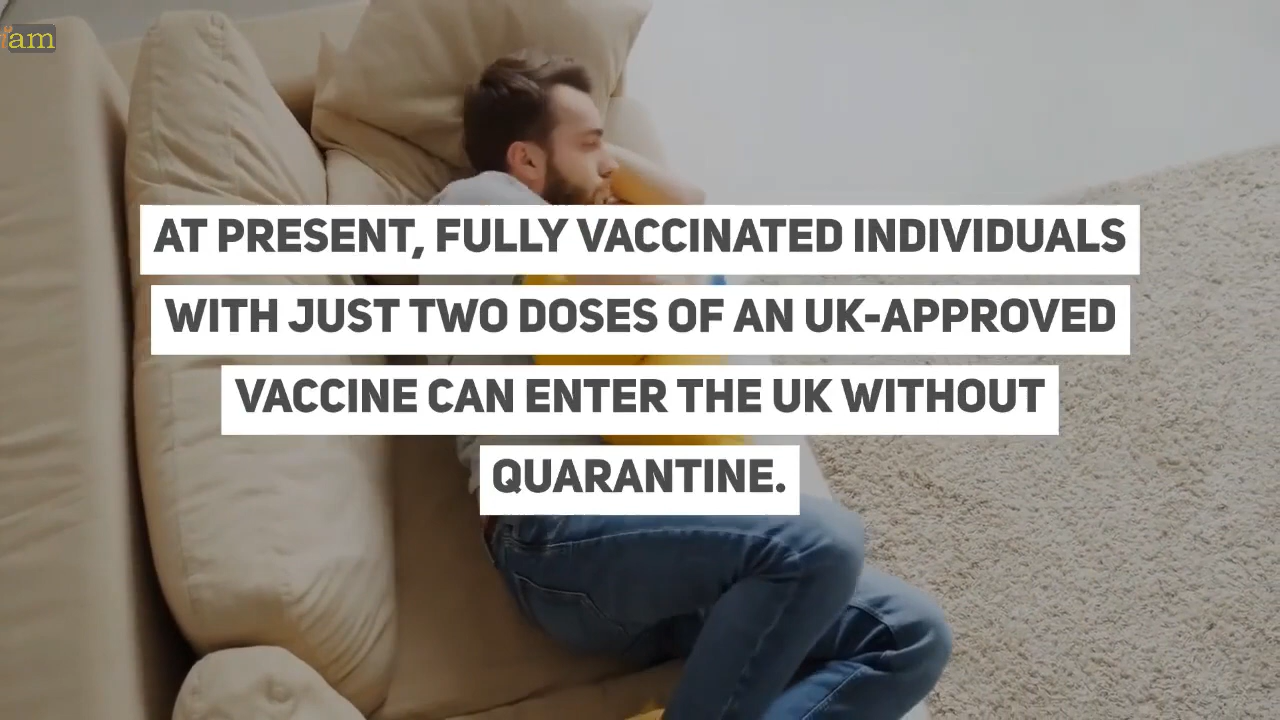 iam
AT PRESENT, FULLY VACCINATED INDIVIDUALS
WITH JUST TWO DOSES OF AN UK-APPROVED
VACCINE CAN ENTER THE UK WITHOUT
QUARANTINE.